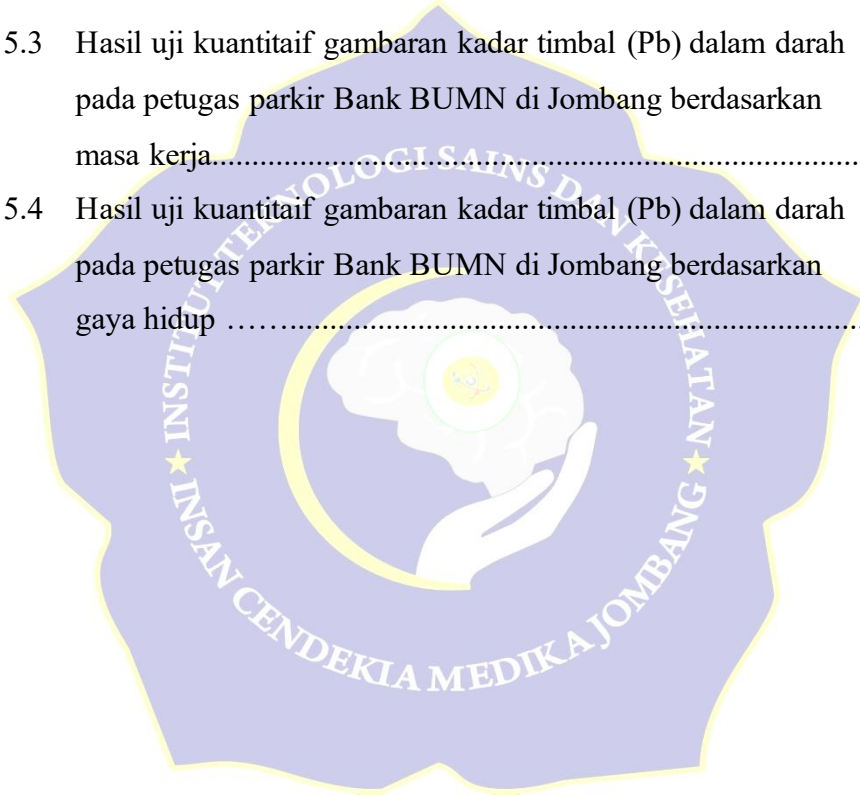 5.3 Hasil uji kuantitaif gambaran kadar timbal (Pb) dalam darah
pada petugas parkir Bank BUMN di Jombang berdasarkan
masa kerja..............................................................................
5.4 Hasil uji kuantitaif gambaran kadar timbal (Pb) dalam darah
pada petugas parkir Bank BUMN di Jombang berdasarkan
gaya hidup ……......................................................................
INSTITUT TEKNOLOGI SAINS DAN KESEHATAN
INSAN CENDEKIA MEDIKA JOMBANG